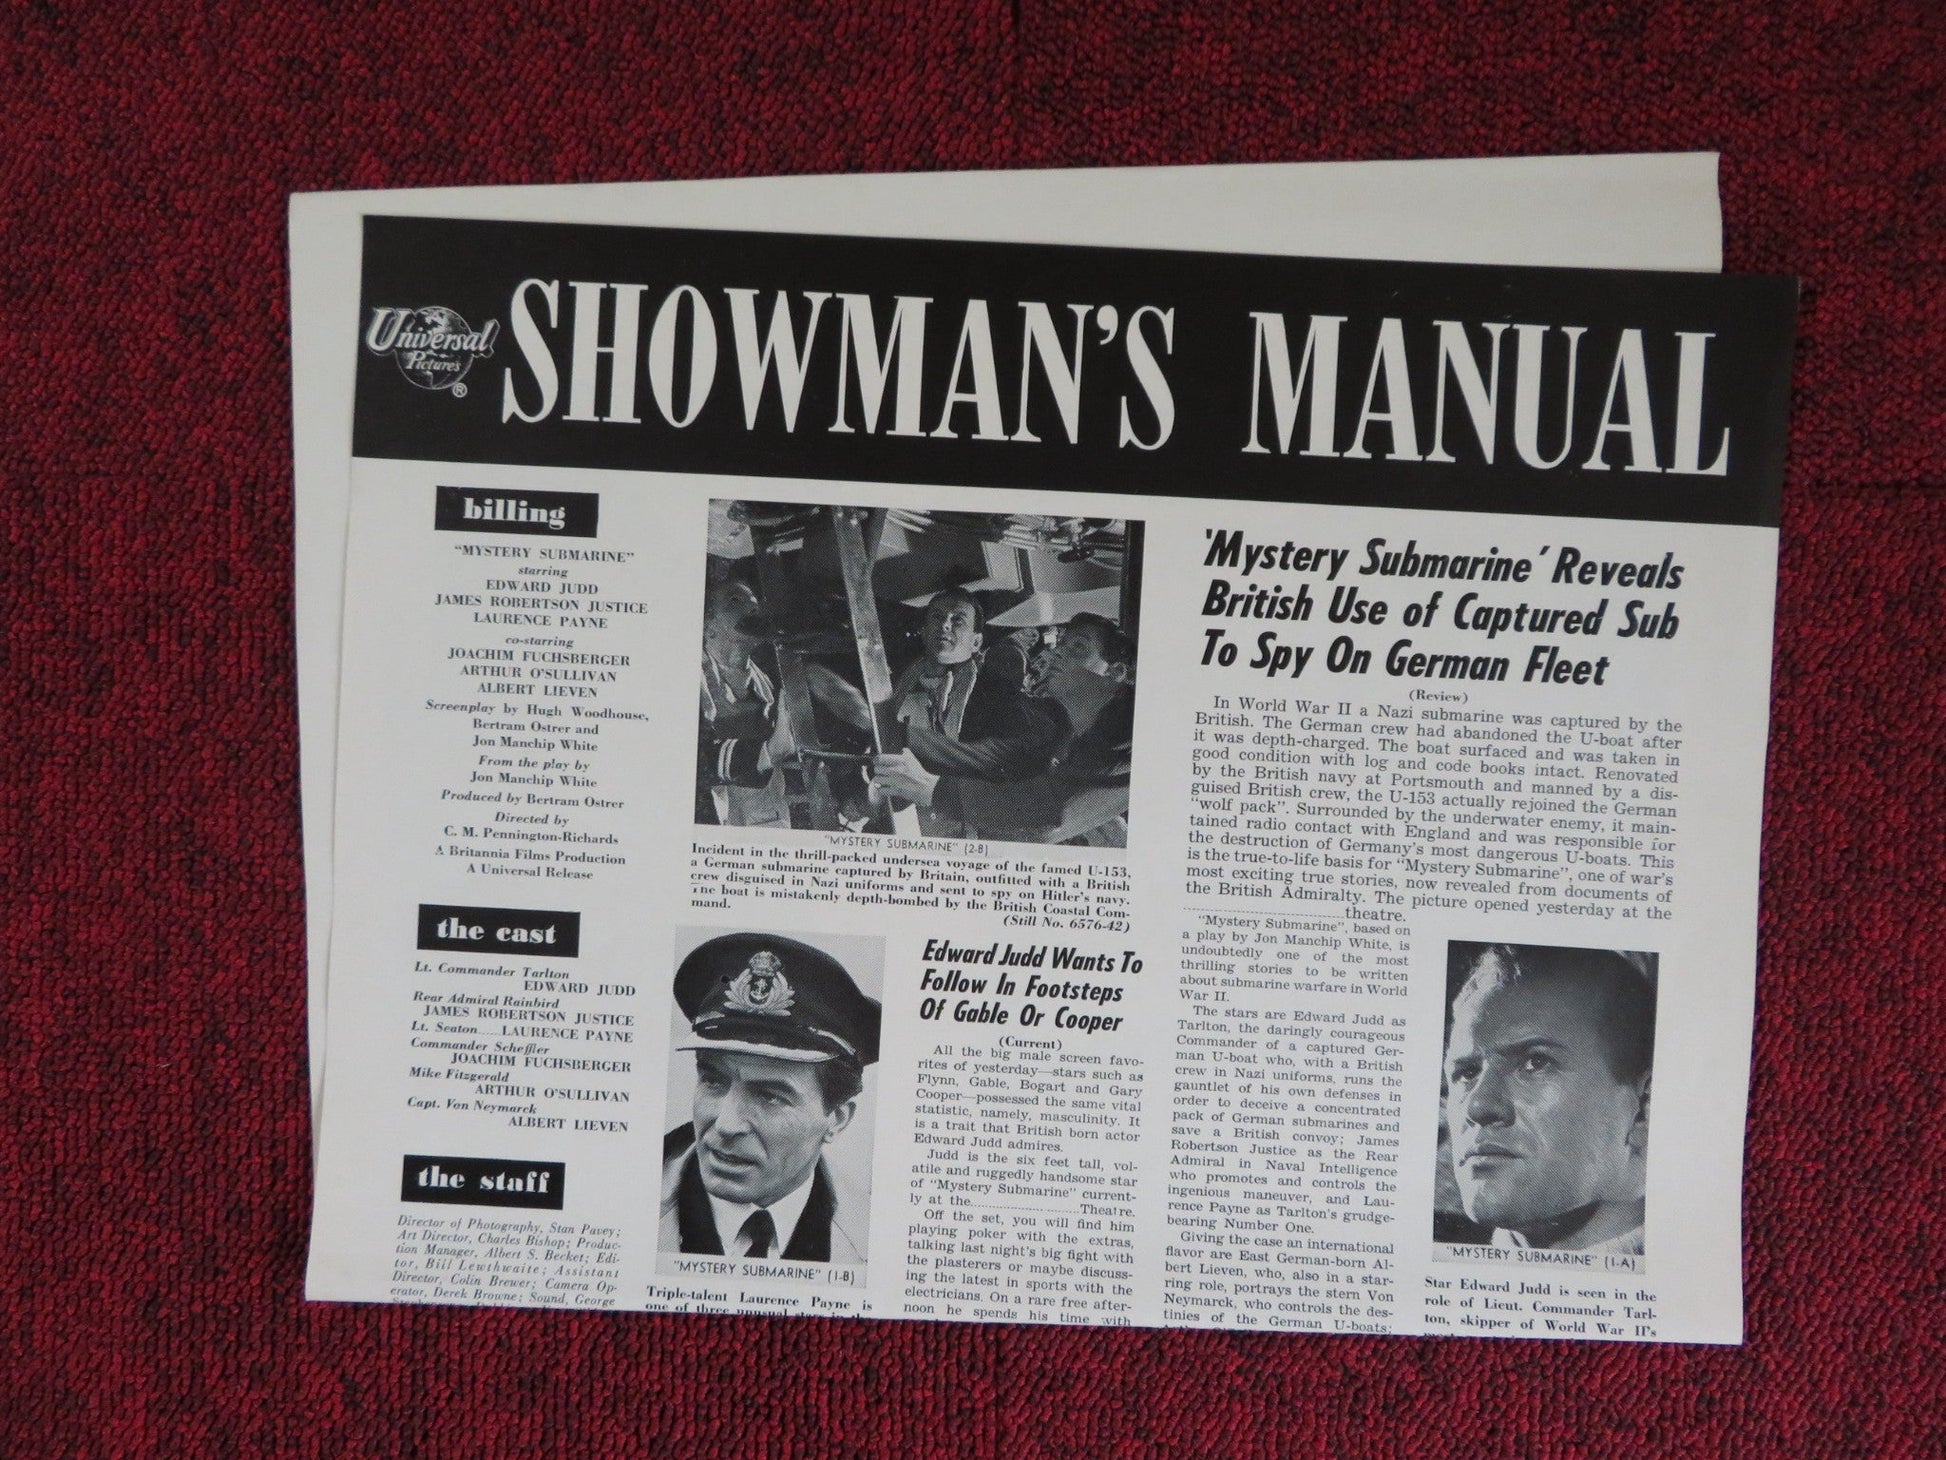 Universal
Pictures
®
SHOWMAN'S MANUAL
billing
"MYSTERY SUBMARINE"
starring
EDWARD JUDD
JAMES ROBERTSON JUSTICE
LAURENCE PAYNE
co-starring
JOACHIM FUCHSBERGER
ARTHUR O'SULLIVAN
ALBERT LIEVEN
Screenplay by Hugh Woodhouse,
Bertram Ostrer and
Jon Manchip White
From the play by
Jon Manchip White
Produced by Bertram Ostrer
Directed by
C. M. Pennington-Richards
A Britannia Films Production
A Universal Release
the cast
Lt. Commander Tarlton
EDWARD JUDD
Rear Admiral Rainbird
JAMES ROBERTSON JUSTICE
Lt. Seaton......LAURENCE PAYNE
Commander Scheffler
JOACHIM FUCHSBERGER
Mike Fitzgerald
ARTHUR O'SULLIVAN
Capt. Von Neymarck
ALBERT LIEVEN
the staff
Director of Photography, Stan Pavey;
Art Director, Charles Bishop; Produc-
tion Manager, Albert S. Becket; Edi-
tor, Bill Lewthwaite; Assistant
Director, Colin Brewer; Camera Op-
erator, Derek Browne; Sound, George
"MYSTERY SUBMARINE" (2-B)
Incident in the thrill-packed undersea voyage of the famed U-153,
a German submarine captured by Britain, outfitted with a British
crew disguised in Nazi uniforms and sent to spy on Hitler's navy.
The boat is mistakenly depth-bombed by the British Coastal Com-
mand.
(Still No. 6576-42)
"MYSTERY SUBMARINE" (1-B)
Triple-talent Laurence Payne is
one of three unusual stars in the
Edward Judd Wants To
Follow In Footsteps
Of Gable Or Cooper
(Current)
All the big male screen favo-
rites of yesterday—stars such as
Flynn, Gable, Bogart and Gary
Cooper—possessed the same vital
statistic, namely, masculinity. It
is a trait that British born actor
Edward Judd admires.
Judd is the six feet tall, vol-
atile and ruggedly handsome star
of "Mystery Submarine" current-
ly at the........................Theatre.
Off the set, you will find him
playing poker with the extras,
talking last night's big fight with
the plasterers or maybe discuss-
ing the latest in sports with the
electricians. On a rare free after-
noon he spends his time with
'Mystery Submarine' Reveals
British Use of Captured Sub
To Spy On German Fleet
(Review)
In World War II a Nazi submarine was captured by the
British. The German crew had abandoned the U-boat after
it was depth-charged. The boat surfaced and was taken in
good condition with log and code books intact. Renovated
by the British navy at Portsmouth and manned by a dis-
guised British crew, the U-153 actually rejoined the German
"wolf pack". Surrounded by the underwater enemy, it main-
tained radio contact with England and was responsible for
the destruction of Germany's most dangerous U-boats. This
is the true-to-life basis for "Mystery Submarine", one of war's
most exciting true stories, now revealed from documents of
the British Admiralty. The picture opened yesterday at the
....................................theatre.
"Mystery Submarine", based on
a play by Jon Manchip White, is
undoubtedly one of the most
thrilling stories to be written
about submarine warfare in World
War II.
The stars are Edward Judd as
Tarlton, the daringly courageous
Commander of a captured Ger-
man U-boat who, with a British
crew in Nazi uniforms, runs the
gauntlet of his own defenses in
order to deceive a concentrated
pack of German submarines and
save a British convoy; James
Robertson Justice as the Rear
Admiral in Naval Intelligence
who promotes and controls the
ingenious maneuver, and Lau-
rence Payne as Tarlton's grudge-
bearing Number One.
Giving the case an international
flavor are East German-born Al-
bert Lieven, who, also in a star-
ring role, portrays the stern Von
Neymarck, who controls the des-
tinies of the German U-boats;
"MYSTERY SUBMARINE" (1-A)
Star Edward Judd is seen in the
role of Lieut. Commander Tarl-
ton, skipper of World War II's